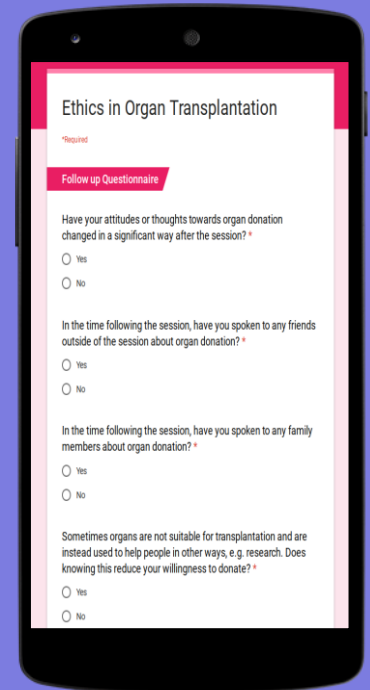 Ethics in Organ Transplantation
*Required
Follow up Questionnaire
Have your attitudes or thoughts towards organ donation
changed in a significant way after the session? *
Yes
No
In the time following the session, have you spoken to any friends
outside of the session about organ donation? *
Yes
No
In the time following the session, have you spoken to any family
members about organ donation? *
Yes
No
Sometimes organs are not suitable for transplantation and are
instead used to help people in other ways, e.g. research. Does
knowing this reduce your willingness to donate? *
Yes
No